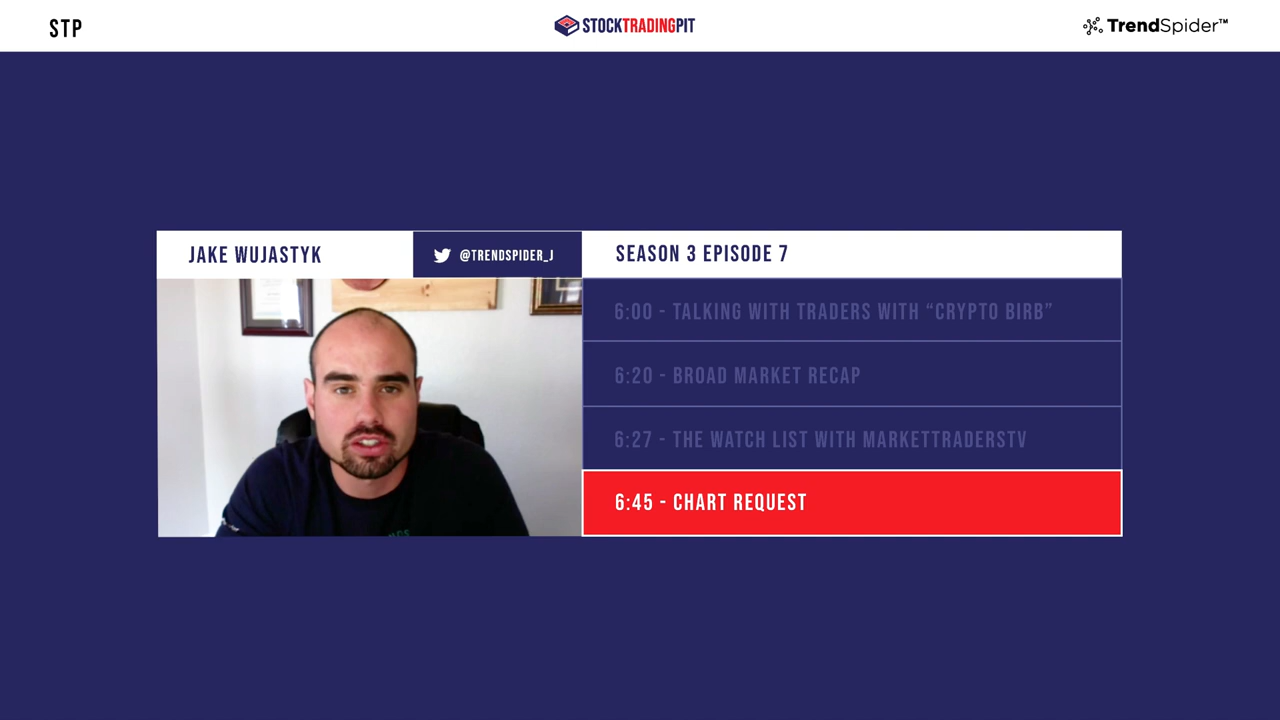 STP
STOCKTRADINGPIT
TrendSpider™
JAKE WUJASTYK
@TRENDSPIDER_J
SEASON 3 EPISODE 7
6:00 - TALKING WITH TRADERS WITH “CRYPTO BIRB”
6:20 - BROAD MARKET RECAP
6:27 - THE WATCH LIST WITH MARKETTRADERSTV
6:45 - CHART REQUEST